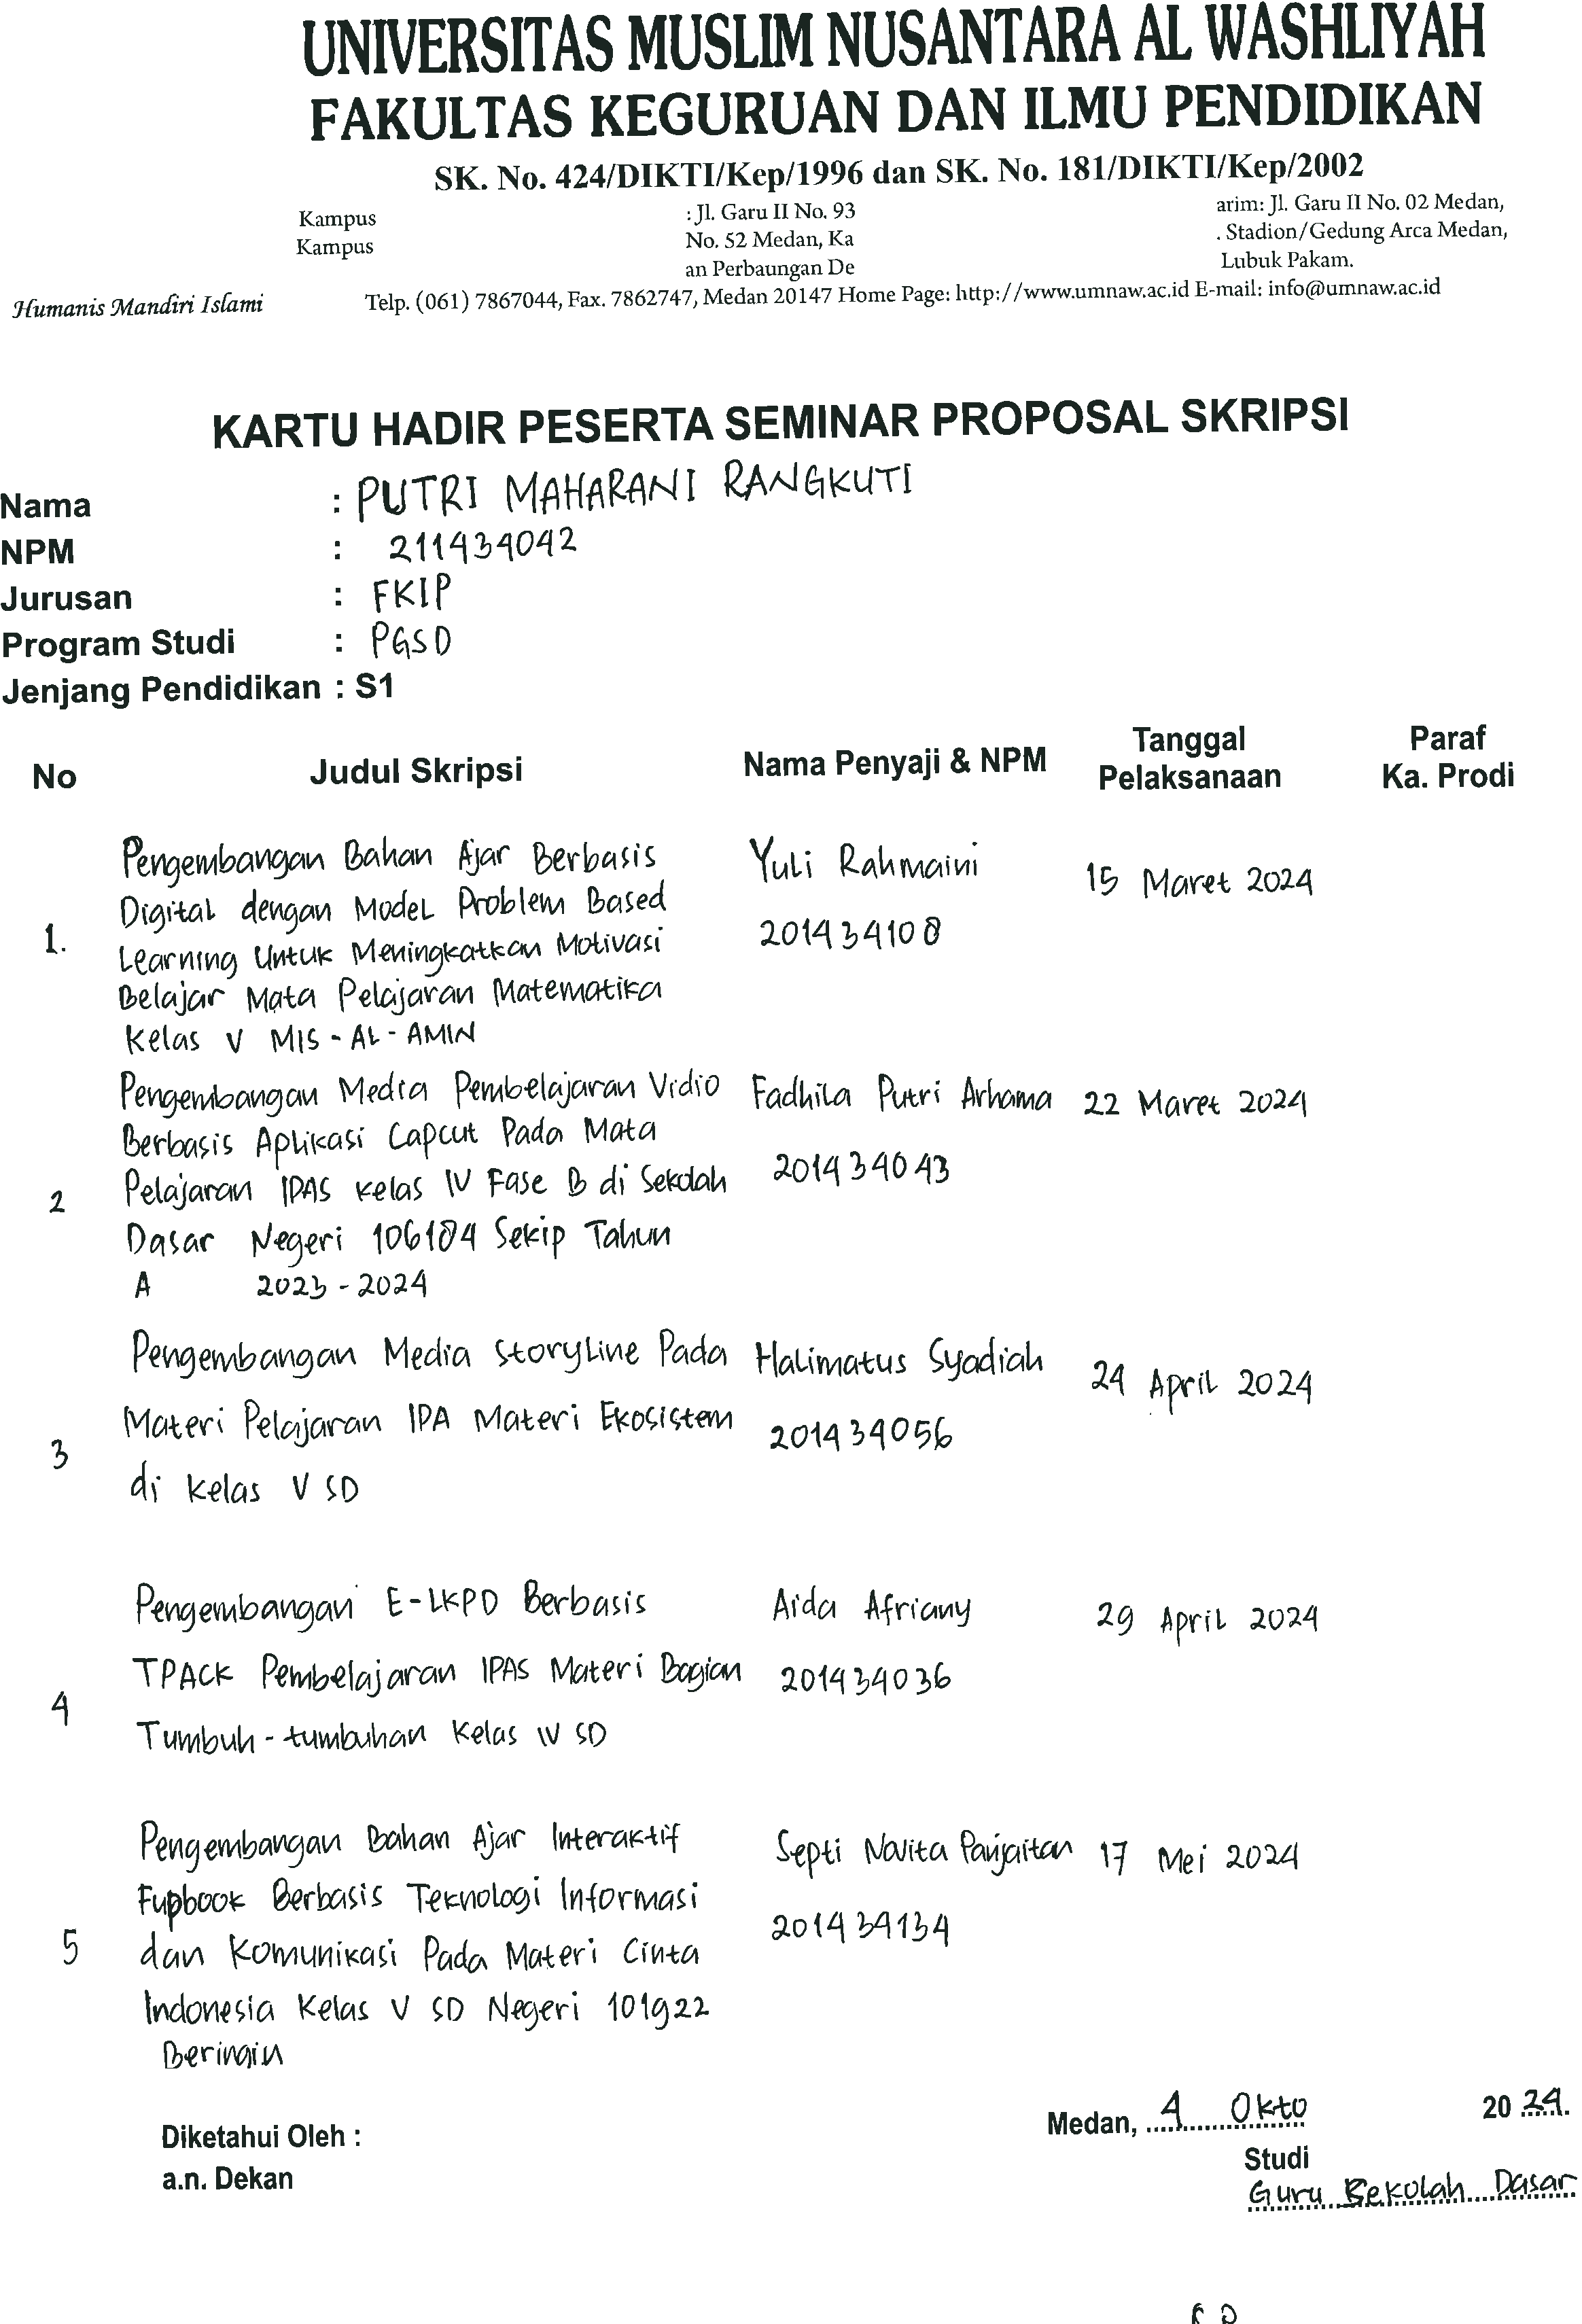 UNIVERSITAS MUSLIM NUSANTARA AL WASHLIYAH
FAKULTAS KEGURUAN DAN ILMU PENDIDIKAN
SK. No. 424/DIKTI/Kep/1996 dan SK. No. 181/DIKTI/Kep/2002
Kampus : Jl. Garu II No. 93 arim: Jl. Garu II No. 02 Medan,
Kampus No. 52 Medan, Ka . Stadion/Gedung Arca Medan,
an Perbaungan De Lubuk Pakam.
Humanis Mandiri Islami Telp. (061) 7867044, Fax. 7862747, Medan 20147 Home Page: http://www.umnaw.ac.id E-mail: info@umnaw.ac.id
KARTU HADIR PESERTA SEMINAR PROPOSAL SKRIPSI
Nama : PUTRI MAHARANI RANGKUTI
NPM : 211434042
Jurusan : FKIP
Program Studi : PGSD
Jenjang Pendidikan : S1
No Judul Skripsi Nama Penyaji & NPM Tanggal Pelaksanaan Paraf Ka. Prodi
Pengembangan Bahan Ajar Berbasis Yuli Rahmaini 15 Maret 2024
Digital dengan Model Problem Based
1. Learning Untuk Meningkatkan Motivasi 201434108
Belajar Mata Pelajaran Matematika
Kelas V MIS - AL - AMIN
Pengembangan Media Pembelajaran Vidio Fadhila Putri Arhama 22 Maret 2024
Berbasis Aplikasi Capcut Pada Mata
2 Pelajaran IPAS Kelas IV Fase B di Sekolah 201434043
Dasar Negeri 106184 Sekip Tahun
A 2023 - 2024
Pengembangan Media Storyline Pada Halimatus Syadiah 24 April 2024
Materi Pelajaran IPA Materi Ekosistem 201434056
3 di Kelas V SD
Pengembangan E-LKPD Berbasis Aida Afriany 29 April 2024
TPACK Pembelajaran IPAS Materi Bagian 201434036
4 Tumbuh-tumbuhan Kelas IV SD
Pengembangan Bahan Ajar Interaktif Septi Novita Panjaitan 17 Mei 2024
Flipbook Berbasis Teknologi Informasi 201434134
5 dan Komunikasi Pada Materi Cinta
Indonesia Kelas V SD Negeri 101922
Beringin
Medan, 4 Okto 2024.
Diketahui Oleh : Studi
a.n. Dekan Guru Sekolah Dasar